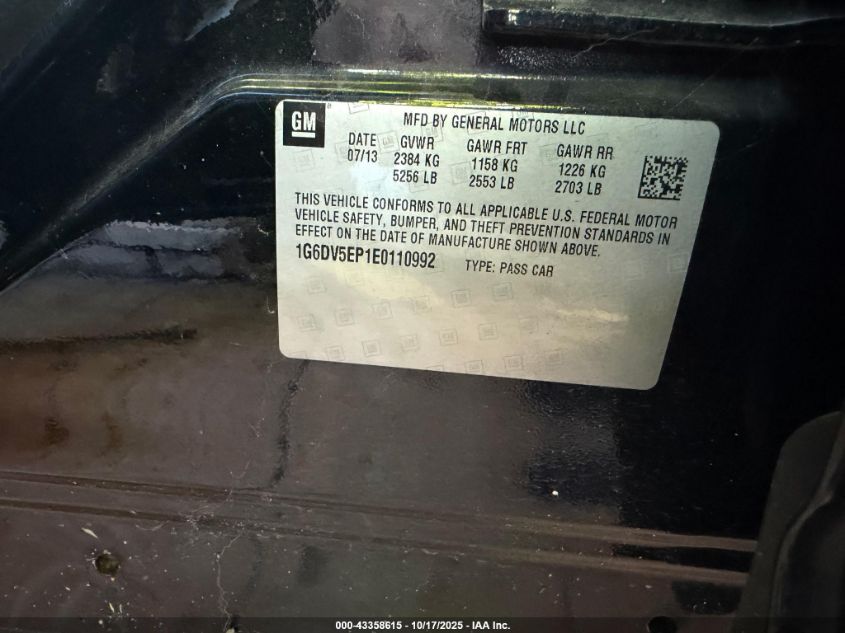 GM
MFD BY GENERAL MOTORS LLC
DATE GVWR GAWR FRT GAWR RR
07/13 2384 KG 1158 KG 1226 KG
5256 LB 2553 LB 2703 LB
THIS VEHICLE CONFORMS TO ALL APPLICABLE U.S. FEDERAL MOTOR
VEHICLE SAFETY, BUMPER, AND THEFT PREVENTION STANDARDS IN
EFFECT ON THE DATE OF MANUFACTURE SHOWN ABOVE.
1G6DV5EP1E0110992 TYPE: PASS CAR
000-43358615 - 10/17/2025 - IAA Inc.